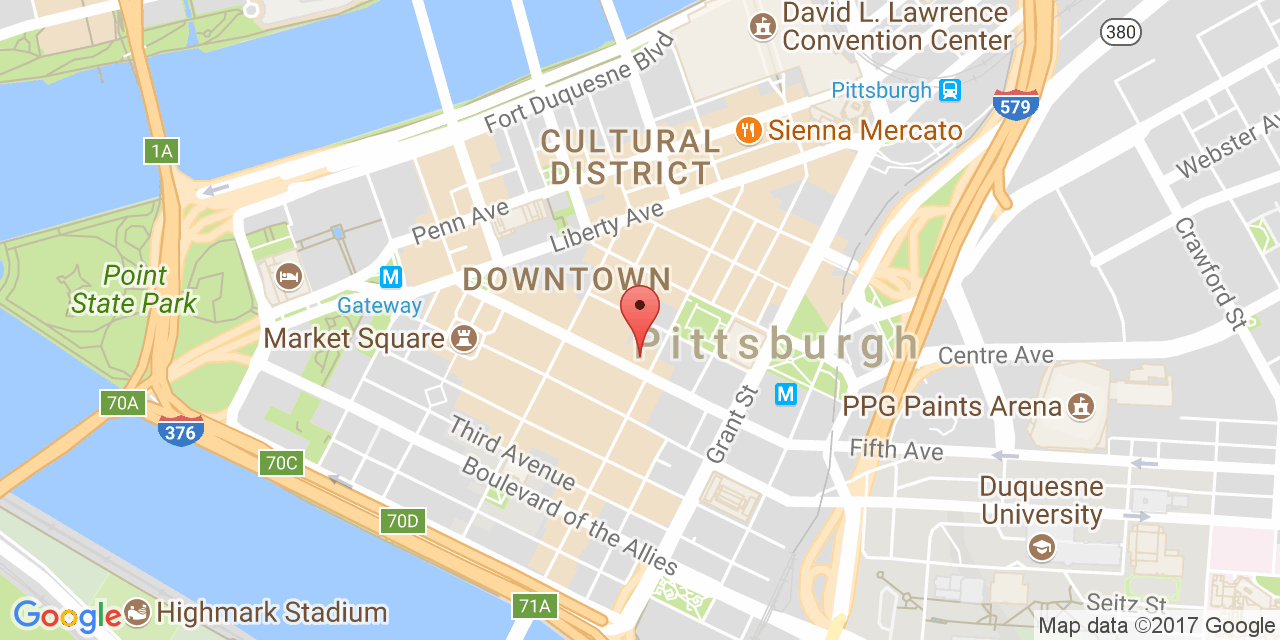 David L. Lawrence
Convention Center
380
Pittsburgh
579
Fort Duquesne Blvd
Sienna Mercato
CULTURAL
DISTRICT
1A
Webster Av
Penn Ave
Liberty Ave
Crawford St
Point
State Park
M
Gateway
DOWNTOWN
Market Square
Pittsburgh
Centre Ave
M
PPG Paints Arena
70A
376
Grant St
Third Avenue
Fifth Ave
70C
Boulevard of the Allies
Duquesne
University
70D
71A
Seitz St
Google
Highmark Stadium
Map data ©2017 Google